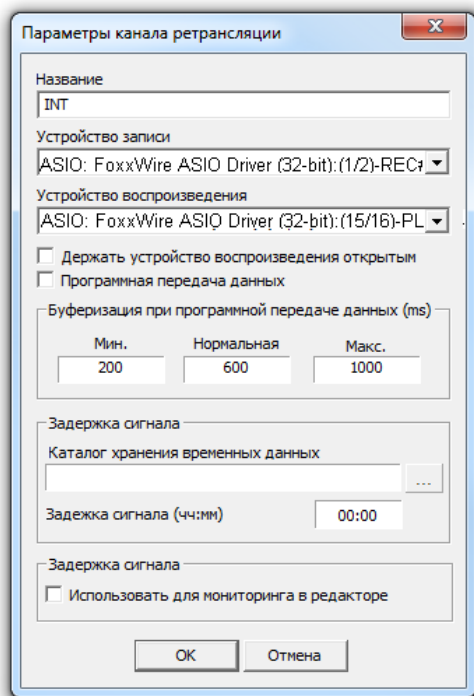 Параметры канала ретрансляции
Название
INT
Устройство записи
ASIO: FoxxWire ASIO Driver (32-bit):(1/2)-REC
Устройство воспроизведения
ASIO: FoxxWire ASIO Driver (32-bit):(15/16)-PL
Держать устройство воспроизведения открытым
Программная передача данных
Буферизация при программной передаче данных (ms)
Мин. Нормальная Макс.
200 600 1000
Задержка сигнала
Каталог хранения временных данных
...
Задежка сигнала (чч:мм) 00:00
Задержка сигнала
Использовать для мониторинга в редакторе
OK Отмена